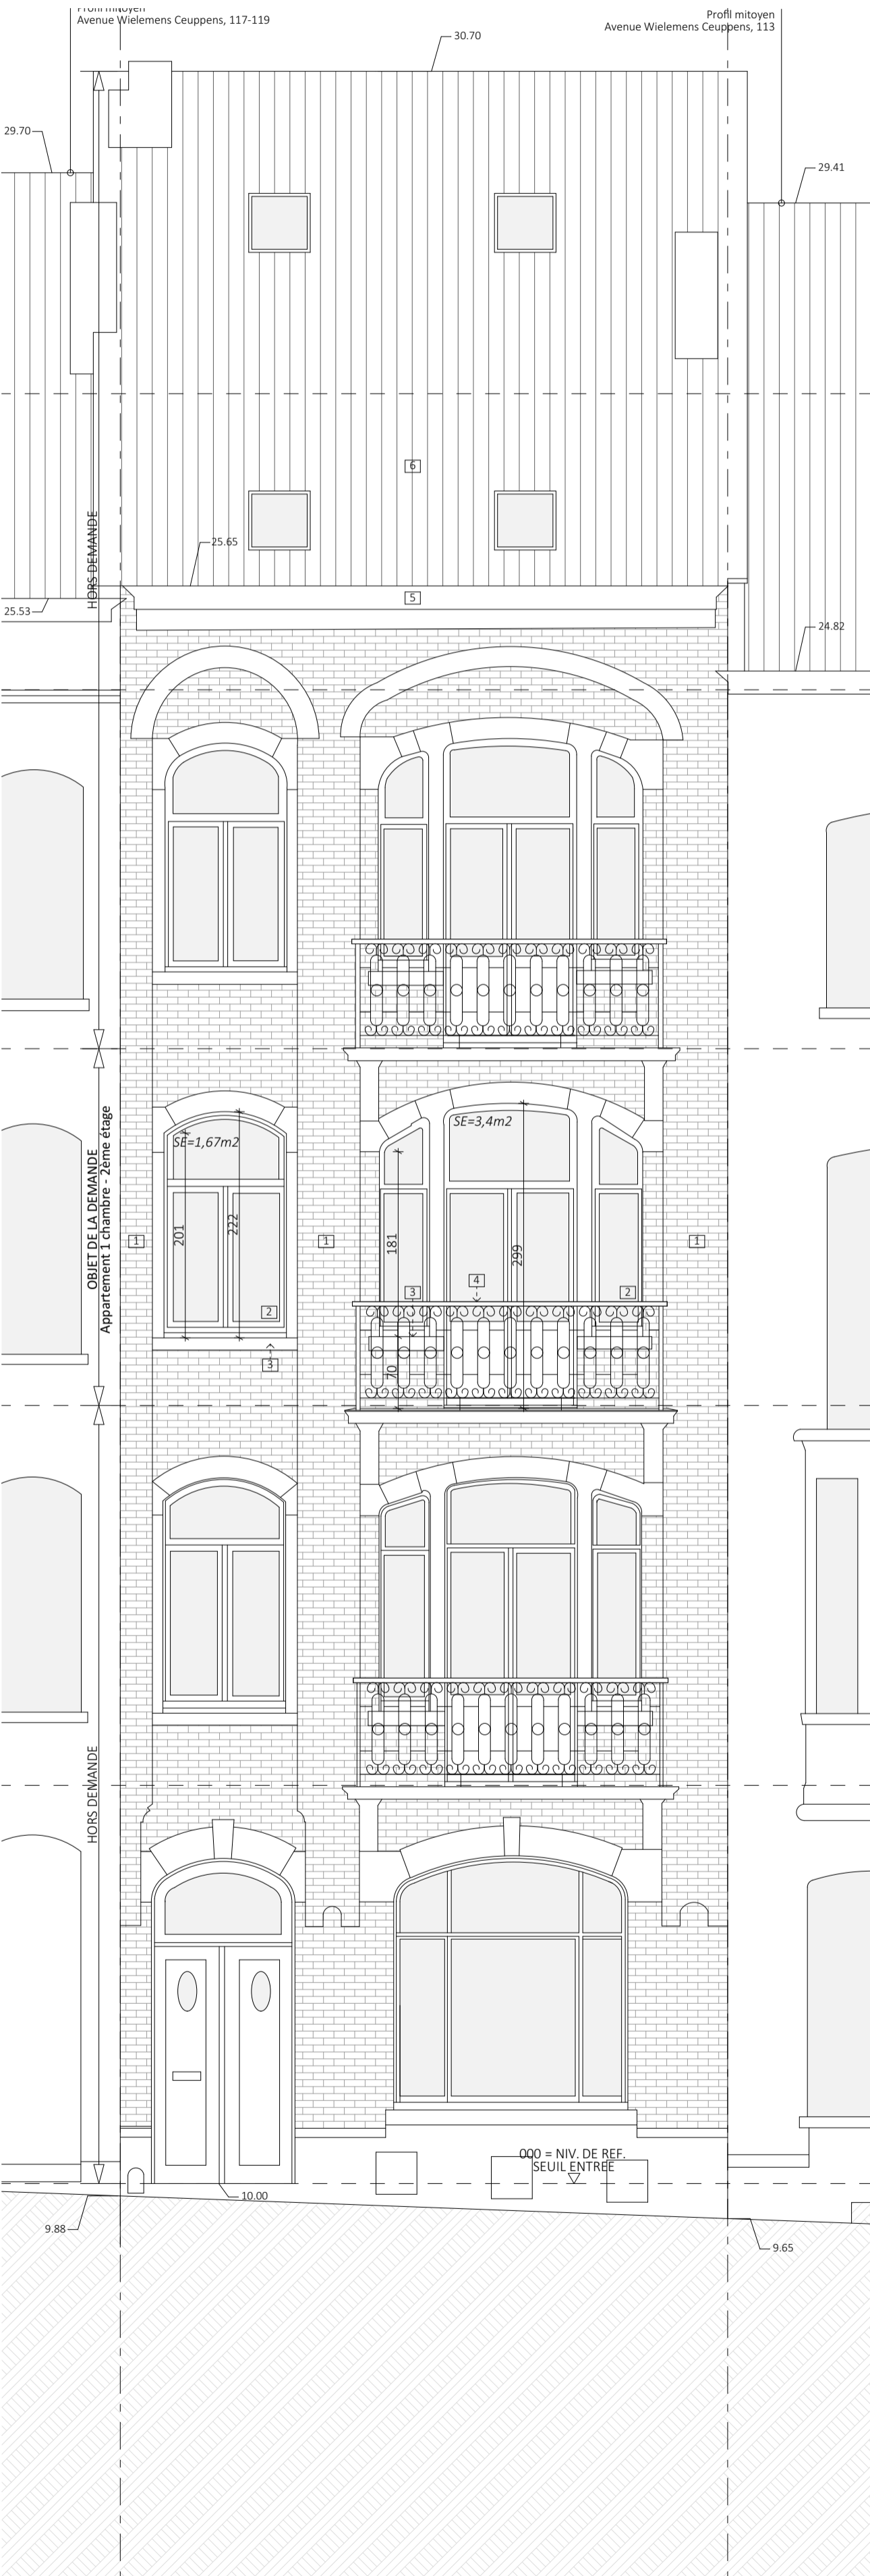 Profil mitoyen
Avenue Wielemens Ceuppens, 117-119
Profil mitoyen
Avenue Wielemens Ceuppens, 113
30.70
29.70
29.41
6
HORS DEMANDE
25.65
5
25.53
24.82
OBJET DE LA DEMANDE
Appartement 1 chambre - 2ème étage
SE=1,67m2
SE=3,4m2
201
222
181
299
1
1
1
2
3
4
2
3
70
HORS DEMANDE
000 = NIV. DE REF.
SEUIL ENTREE
10.00
9.88
9.65